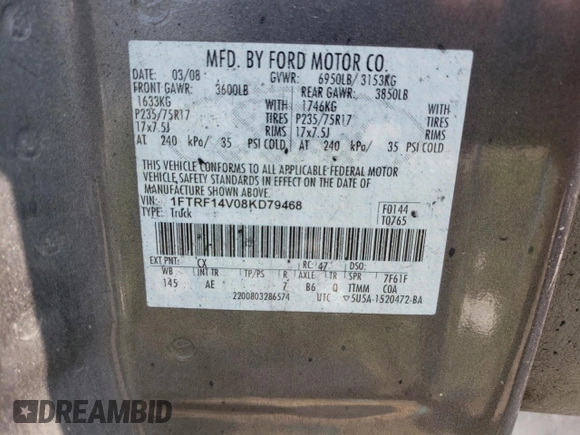 MFD. BY FORD MOTOR CO.
DATE: 03/08 GVWR: 6950LB/ 3153KG
FRONT GAWR: 3600LB REAR GAWR: 3850LB
1633KG WITH 1746KG WITH
P235/75R17 TIRES P235/75R17 TIRES
17x7.5J RIMS 17x7.5J RIMS
AT 240 kPa/ 35 PSI COLD AT 240 kPa/ 35 PSI COLD
THIS VEHICLE CONFORMS TO ALL APPLICABLE FEDERAL MOTOR
VEHICLE SAFETY STANDARDS IN EFFECT ON THE DATE OF
MANUFACTURE SHOWN ABOVE.
VIN: 1FTRF14V08KD79468 F0144
TYPE: Truck T0765
EXT PNT: CX RC: 47 DSO:
WB INT TR TP/PS R AXLE TR SPR 7F61F
145 AE 7 B6 Q TTMM COA
2200803286574 UTC ▽5U5A-1520472-BA
DREAMBID